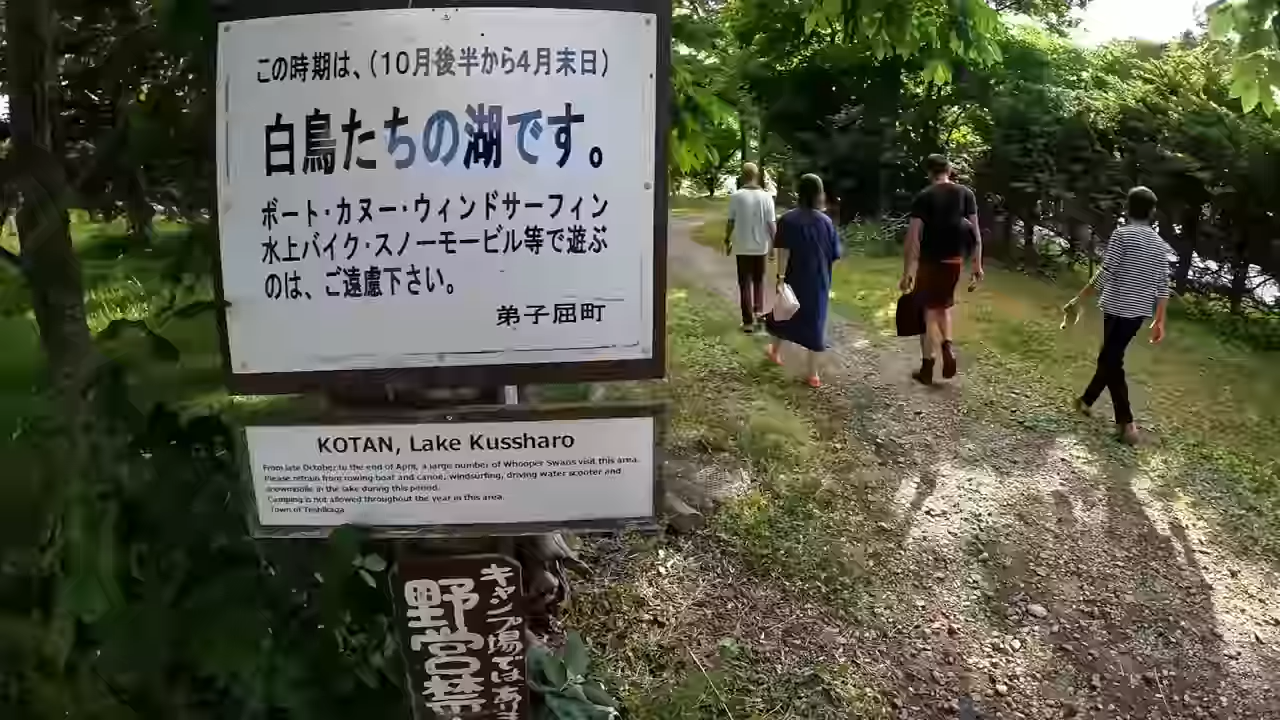 この時期は、(10月後半から4月末日)
白鳥たちの湖です。
ボート・カヌー・ウィンドサーフィン
水上バイク・スノーモービル等で遊ぶ
のは、ご遠慮下さい。
弟子屈町
KOTAN, Lake Kussharo
From late October to the end of April, a large number of Whooper Swans visit this area.
Please refrain from rowing boat and canoe, windsurfing, driving water scooter and
snowmobile in the lake during this period.
Camping is not allowed throughout the year in this area.
Town of Teshikaga
キャンプ場ではありま
野営禁